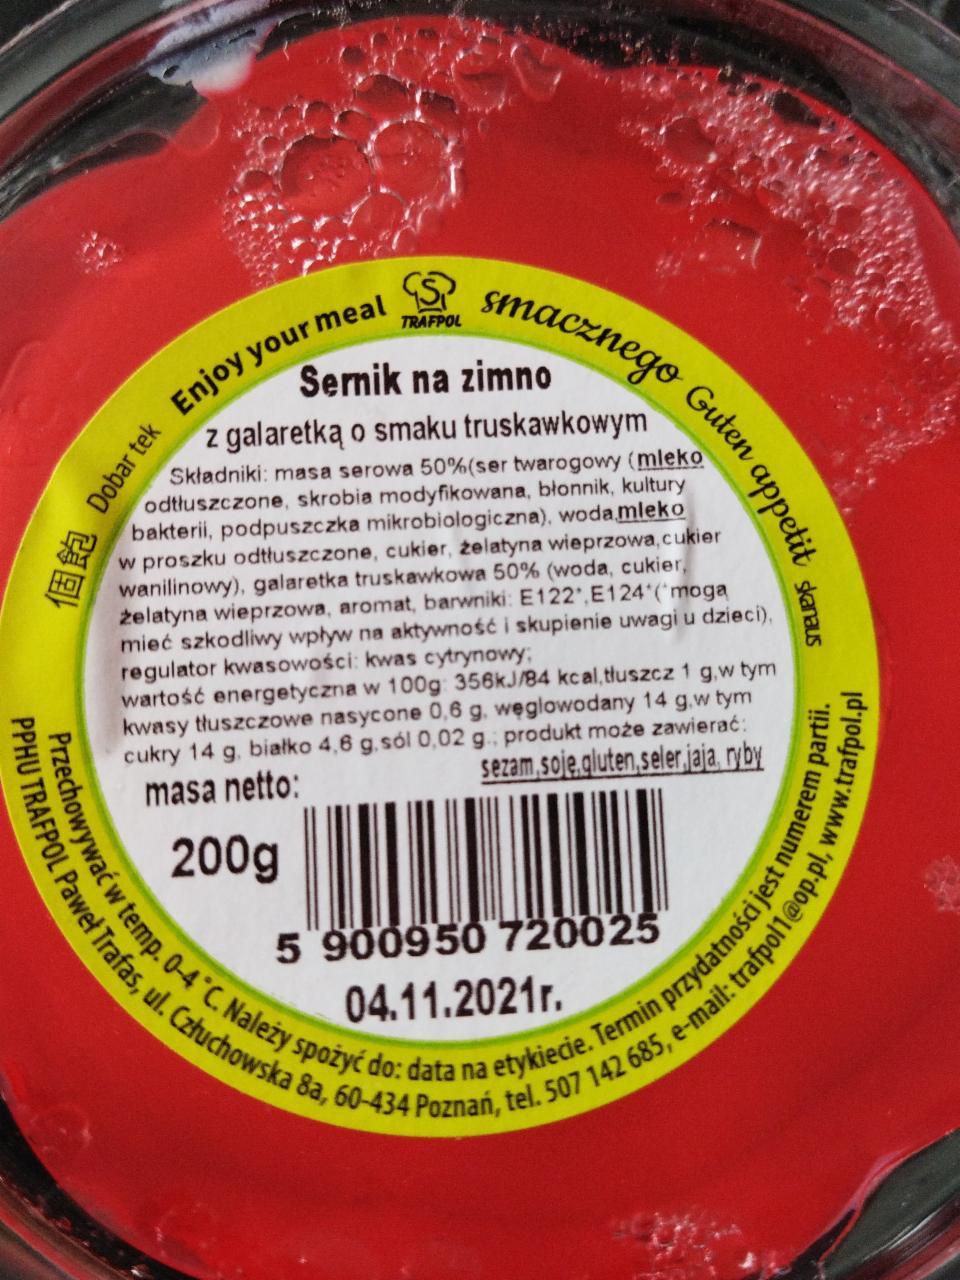 Enjoy your meal
TRAFPOL
smacznego
Guten appetit
skanaus
個飽
Dobar tek
Sernik na zimno
z galaretką o smaku truskawkowym
Składniki: masa serowa 50%(ser twarogowy (mleko
odtłuszczone, skrobia modyfikowana, błonnik, kultury
bakterii, podpuszczka mikrobiologiczna), woda,mleko
w proszku odtłuszczone, cukier, żelatyna wieprzowa,cukier
wanilinowy), galaretka truskawkowa 50% (woda, cukier,
żelatyna wieprzowa, aromat, barwniki: E122*,E124*(*mogą
mieć szkodliwy wpływ na aktywność i skupienie uwagi u dzieci),
regulator kwasowości: kwas cytrynowy;
wartość energetyczna w 100g: 356kJ/84 kcal,tłuszcz 1 g,w tym
kwasy tłuszczowe nasycone 0,6 g, węglowodany 14 g,w tym
cukry 14 g, białko 4,6 g,sól 0,02 g.; produkt może zawierać:
sezam,soję,gluten,seler,jaja, ryby
masa netto:
200g
5 900950 720025
04.11.2021r.
Przechowywać w temp. 0-4°C. Należy spożyć do: data na etykiecie. Termin przydatności jest numerem partii.
PPHU TRAFPOL Paweł Trafas, ul. Człuchowska 8a, 60-434 Poznań, tel. 507 142 685, e-mail: trafpol1@op.pl, www.trafpol.pl